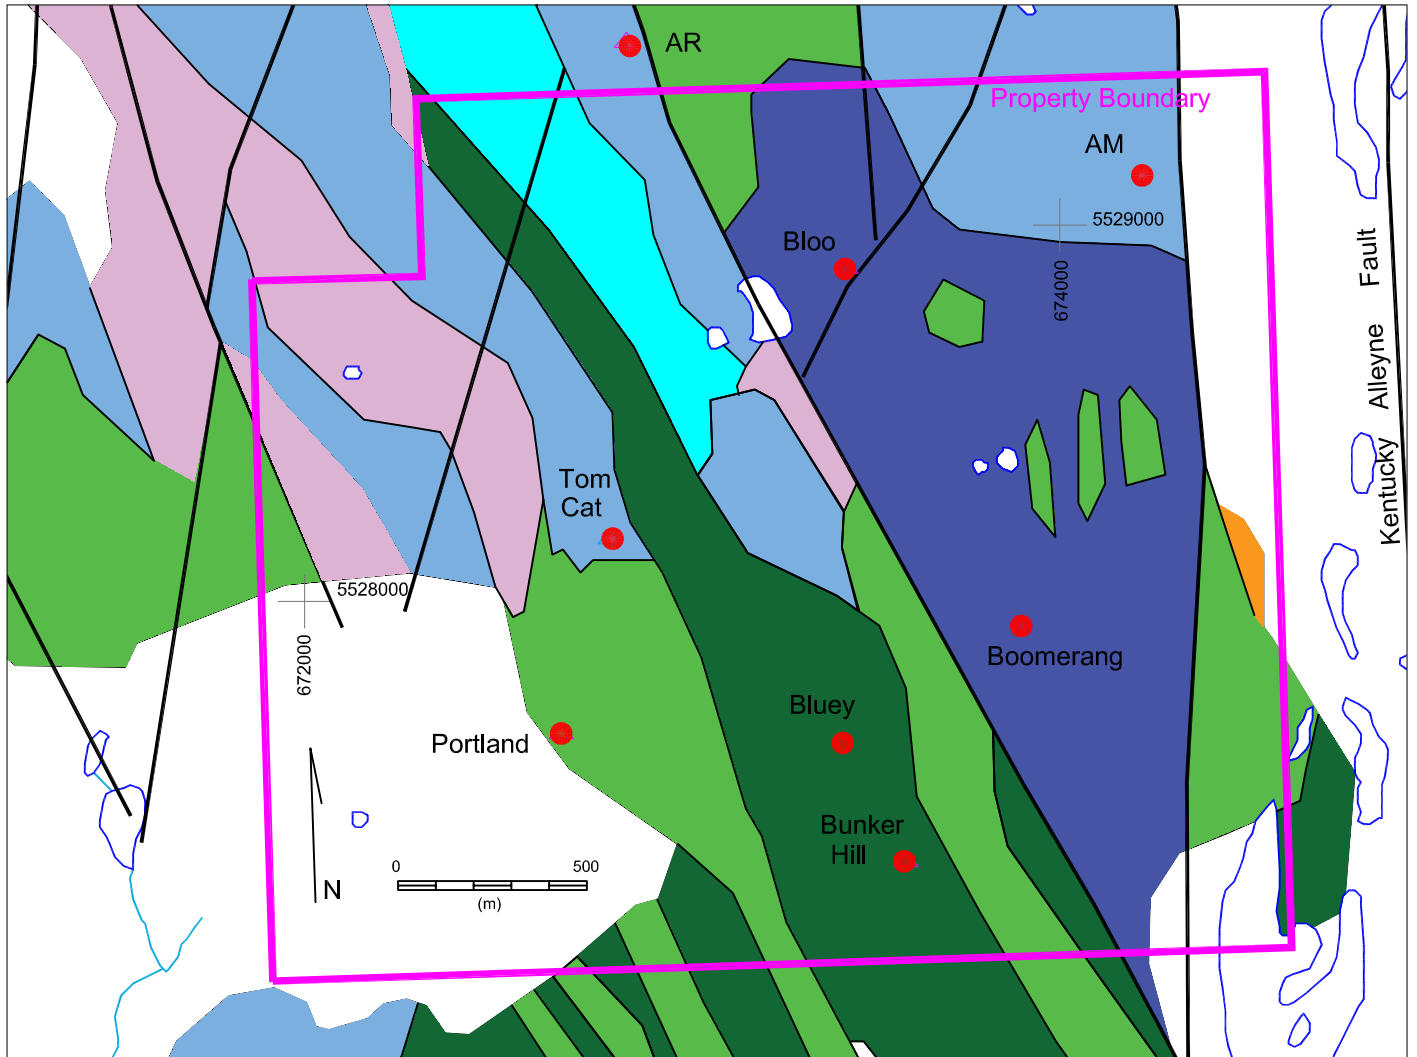 AR
Property Boundary
AM
5529000
Bloo
674000
Kentucky Alleyne Fault
Tom
Cat
5528000
672000
Boomerang
Bluey
Portland
Bunker
Hill
0 500
(m)
N